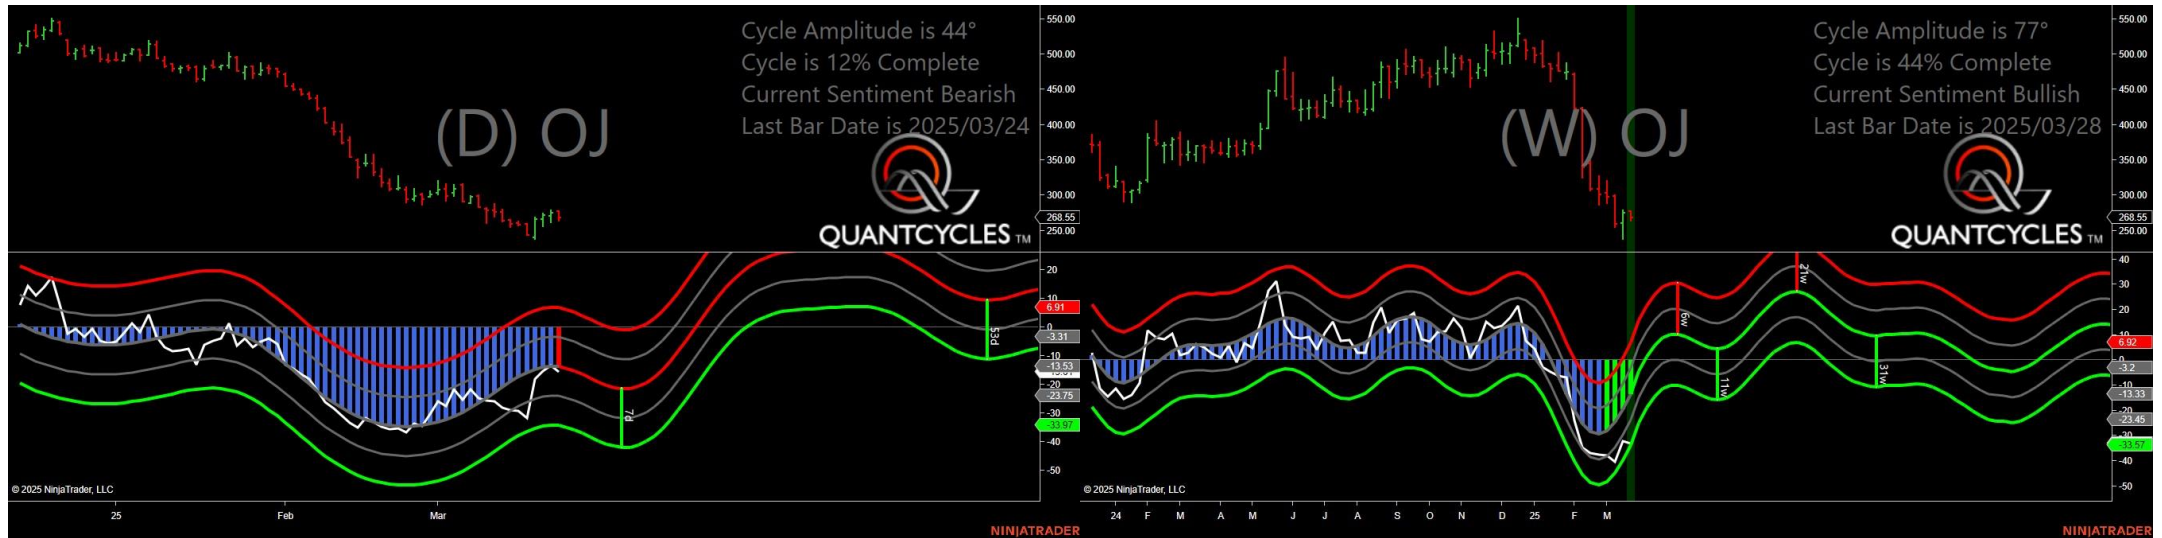 Cycle Amplitude is 44°
Cycle is 12% Complete
Current Sentiment Bearish
Last Bar Date is 2025/03/24
(D) OJ
QUANTCYCLES TM
550.00
500.00
450.00
400.00
350.00
300.00
268.55
250.00
20
10
6.91
0
-3.31
-10
-13.53
-20
-23.75
-30
-33.97
-40
-50
7d
53d
© 2025 NinjaTrader, LLC
25 Feb Mar
NINJATRADER
Cycle Amplitude is 77°
Cycle is 44% Complete
Current Sentiment Bullish
Last Bar Date is 2025/03/28
(W) OJ
QUANTCYCLES TM
550.00
500.00
450.00
400.00
350.00
300.00
268.55
250.00
40
30
20
10
6.92
0
-3.2
-10
-13.33
-20
-23.45
-30
-33.57
-40
-50
6w
11w
21w
31w
© 2025 NinjaTrader, LLC
24 F M A M J J A S O N D 25 F M
NINJATRADER